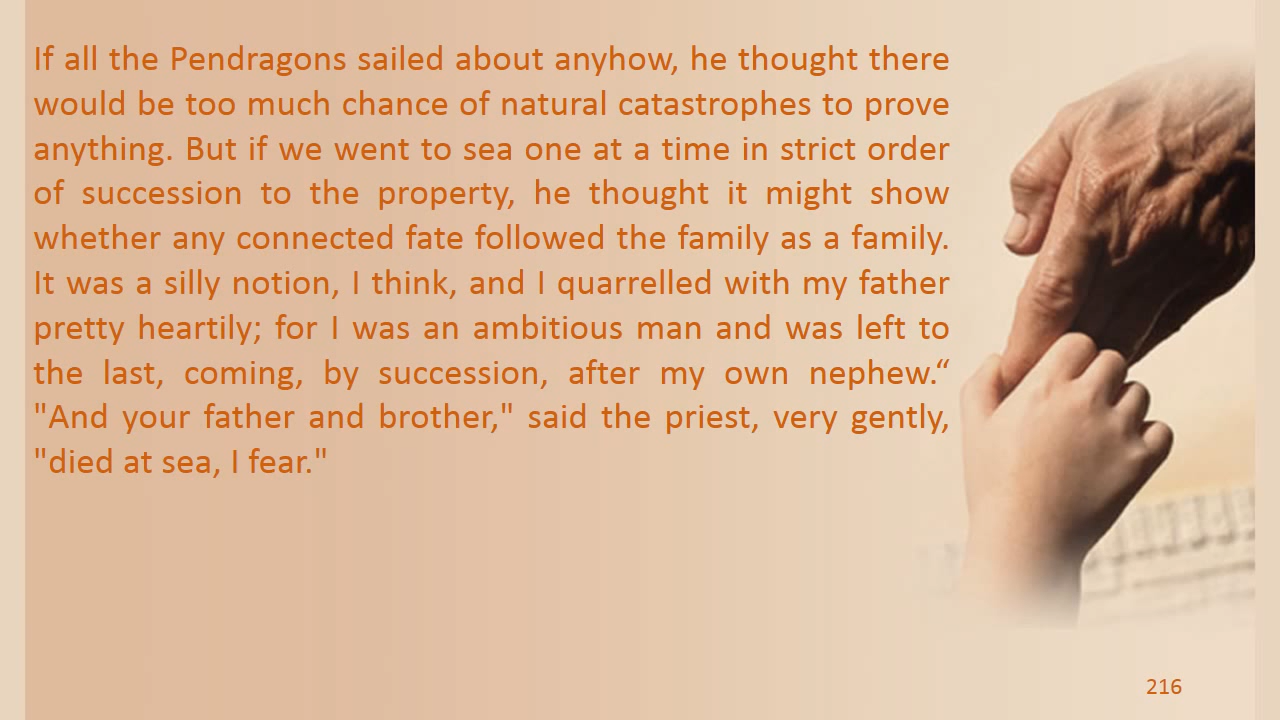 If all the Pendragons sailed about anyhow, he thought there
would be too much chance of natural catastrophes to prove
anything. But if we went to sea one at a time in strict order
of succession to the property, he thought it might show
whether any connected fate followed the family as a family.
It was a silly notion, I think, and I quarrelled with my father
pretty heartily; for I was an ambitious man and was left to
the last, coming, by succession, after my own nephew.“
"And your father and brother," said the priest, very gently,
"died at sea, I fear."
216